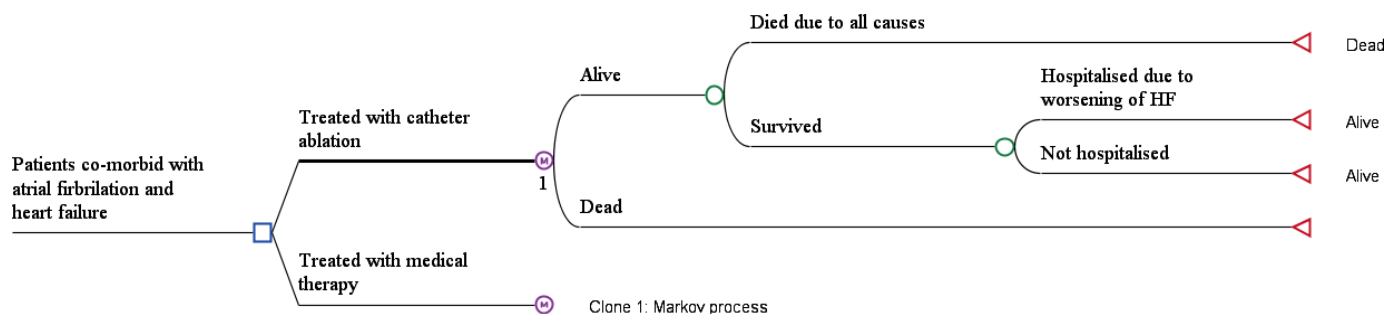 Died due to all causes
Dead
Alive
Hospitalised due to
worsening of HF
Alive
Treated with catheter
ablation
Survived
Not hospitalised
Alive
Patients co-morbid with
atrial firbrilation and
heart failure
M
1
Dead
Treated with medical
therapy
M
Clone 1: Markov process